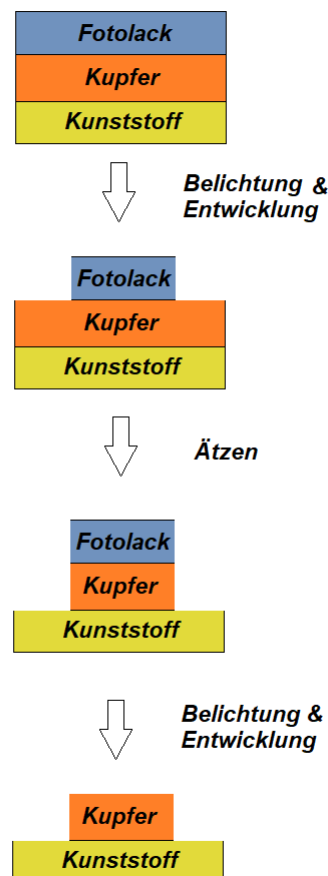 Fotolack
Kupfer
Kunststoff
Belichtung &
Entwicklung
Fotolack
Kupfer
Kunststoff
Ätzen
Fotolack
Kupfer
Kunststoff
Belichtung &
Entwicklung
Kupfer
Kunststoff